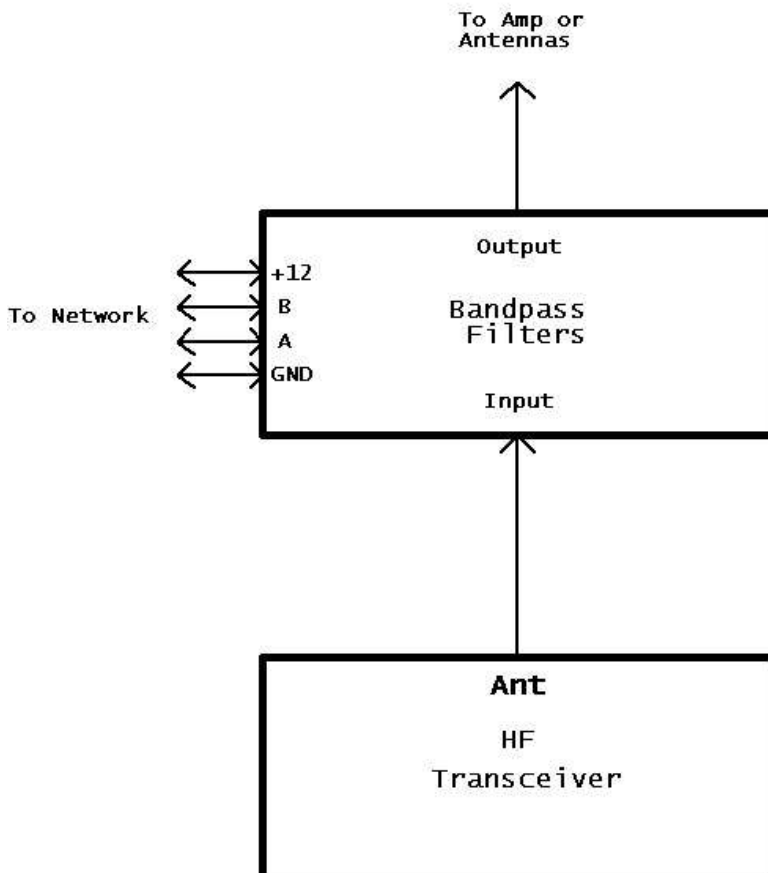 To Amp or
Antennas
Output
+12
B
To Network
A
GND
Bandpass
Filters
Input
Ant
HF
Transceiver